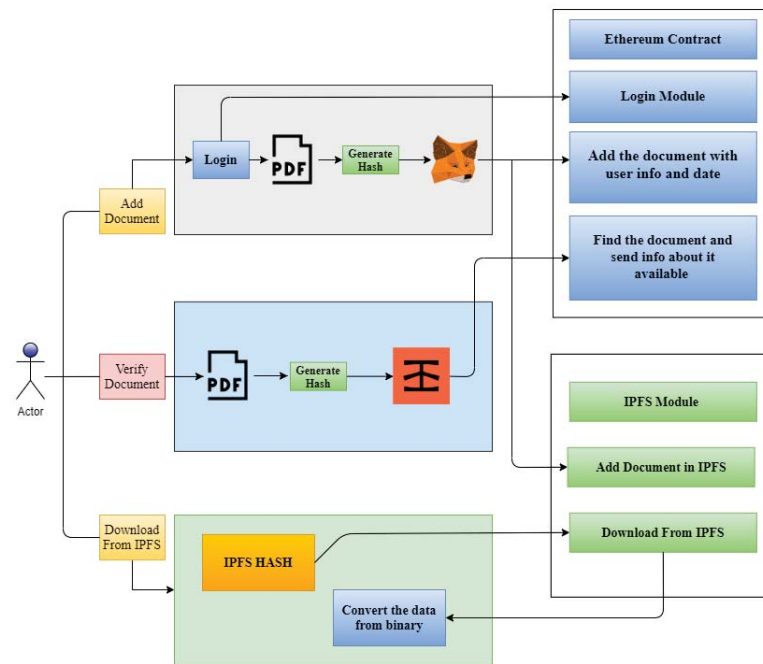 Ethereum Contract
Login Module
Add the document with
user info and date
Find the document and
send info about it
available
Login
PDF
Generate
Hash
Add
Document
Verify
Document
PDF
Generate
Hash
Actor
IPFS Module
Add Document in IPFS
Download From IPFS
Download
From IPFS
IPFS HASH
Convert the data
from binary